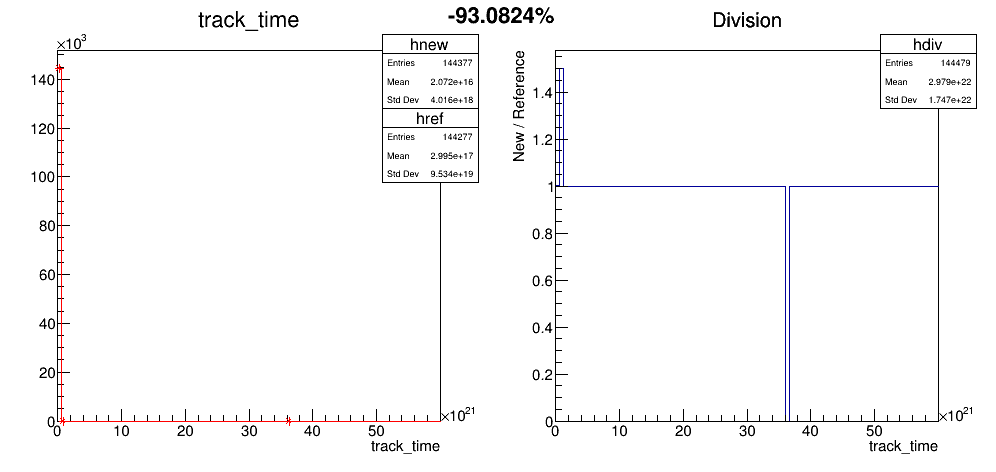 -93.0824%
track_time
×10³
hnew
Entries 144377
Mean 2.072e+16
Std Dev 4.016e+18
href
Entries 144277
Mean 2.995e+17
Std Dev 9.534e+19
140
120
100
80
60
40
20
0
0 10 20 30 40 50 ×10²¹
track_time
Division
hdiv
Entries 144479
Mean 2.979e+22
Std Dev 1.747e+22
New / Reference
1.4
1.2
1
0.8
0.6
0.4
0.2
0
0 10 20 30 40 50 ×10²¹
track_time